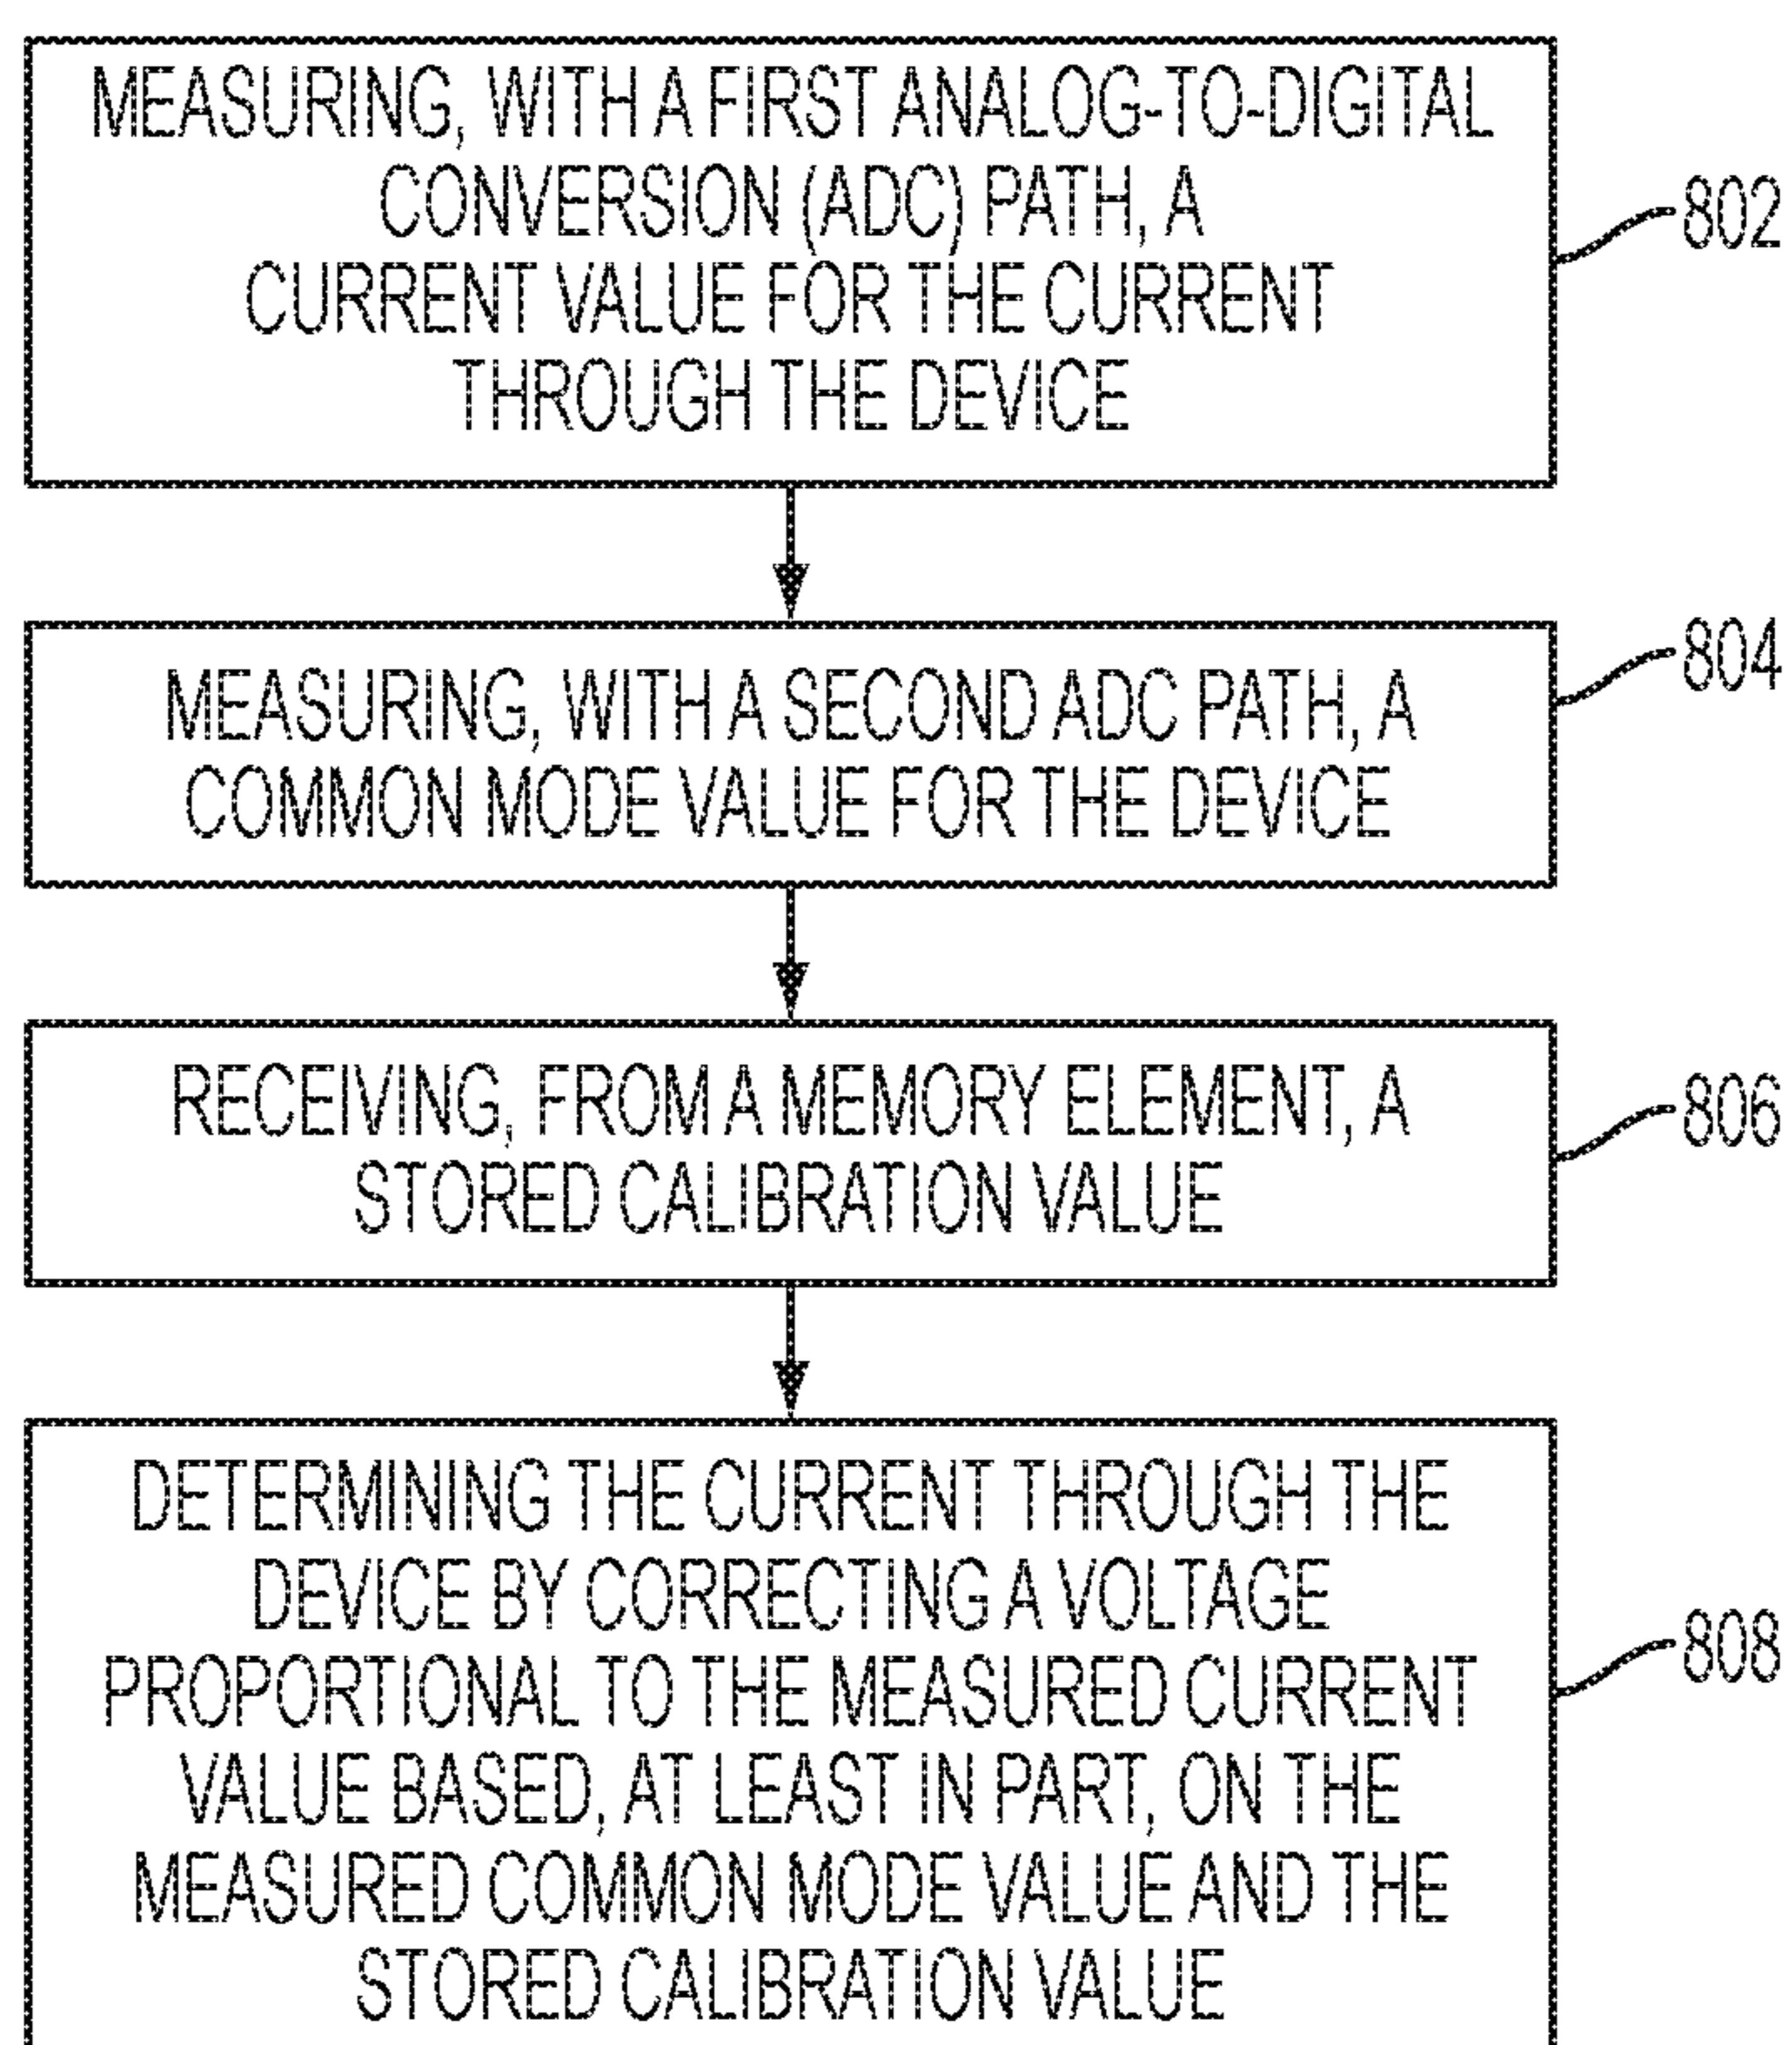 MEASURING, WITH A FIRST ANALOG-TO-DIGITAL
CONVERSION (ADC) PATH, A
CURRENT VALUE FOR THE CURRENT
THROUGH THE DEVICE
802
MEASURING, WITH A SECOND ADC PATH, A
COMMON MODE VALUE FOR THE DEVICE
804
RECEIVING, FROM A MEMORY ELEMENT, A
STORED CALIBRATION VALUE
806
DETERMINING THE CURRENT THROUGH THE
DEVICE BY CORRECTING A VOLTAGE
PROPORTIONAL TO THE MEASURED CURRENT
VALUE BASED, AT LEAST IN PART, ON THE
MEASURED COMMON MODE VALUE AND THE
STORED CALIBRATION VALUE
808